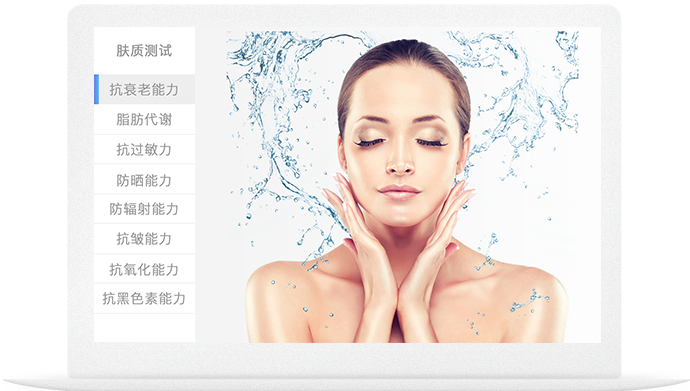 肤质测试
抗衰老能力
脂肪代谢
抗过敏力
防晒能力
防辐射能力
抗皱能力
抗氧化能力
抗黑色素能力